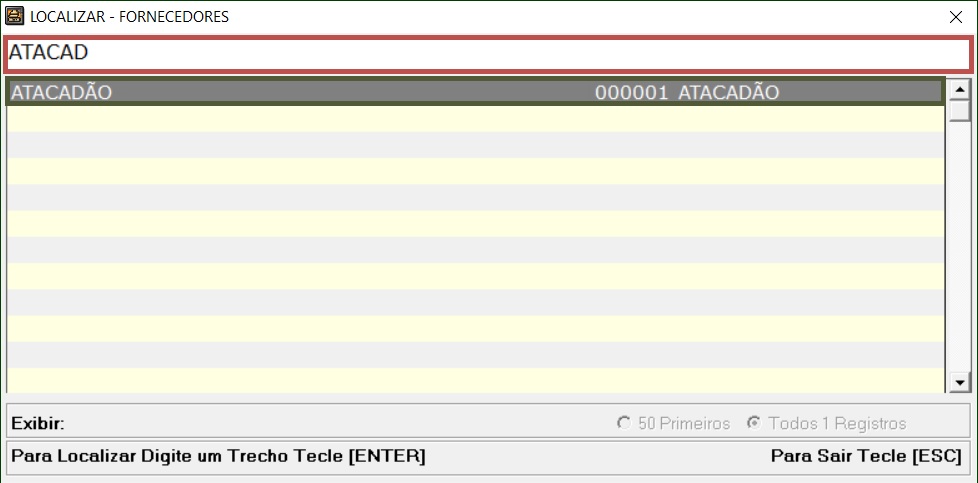 LOCALIZAR - FORNECEDORES
ATACAD
ATACADÃO 000001 ATACADÃO
Exibir: 50 Primeiros Todos 1 Registros
Para Localizar Digite um Trecho Tecle [ENTER] Para Sair Tecle [ESC]